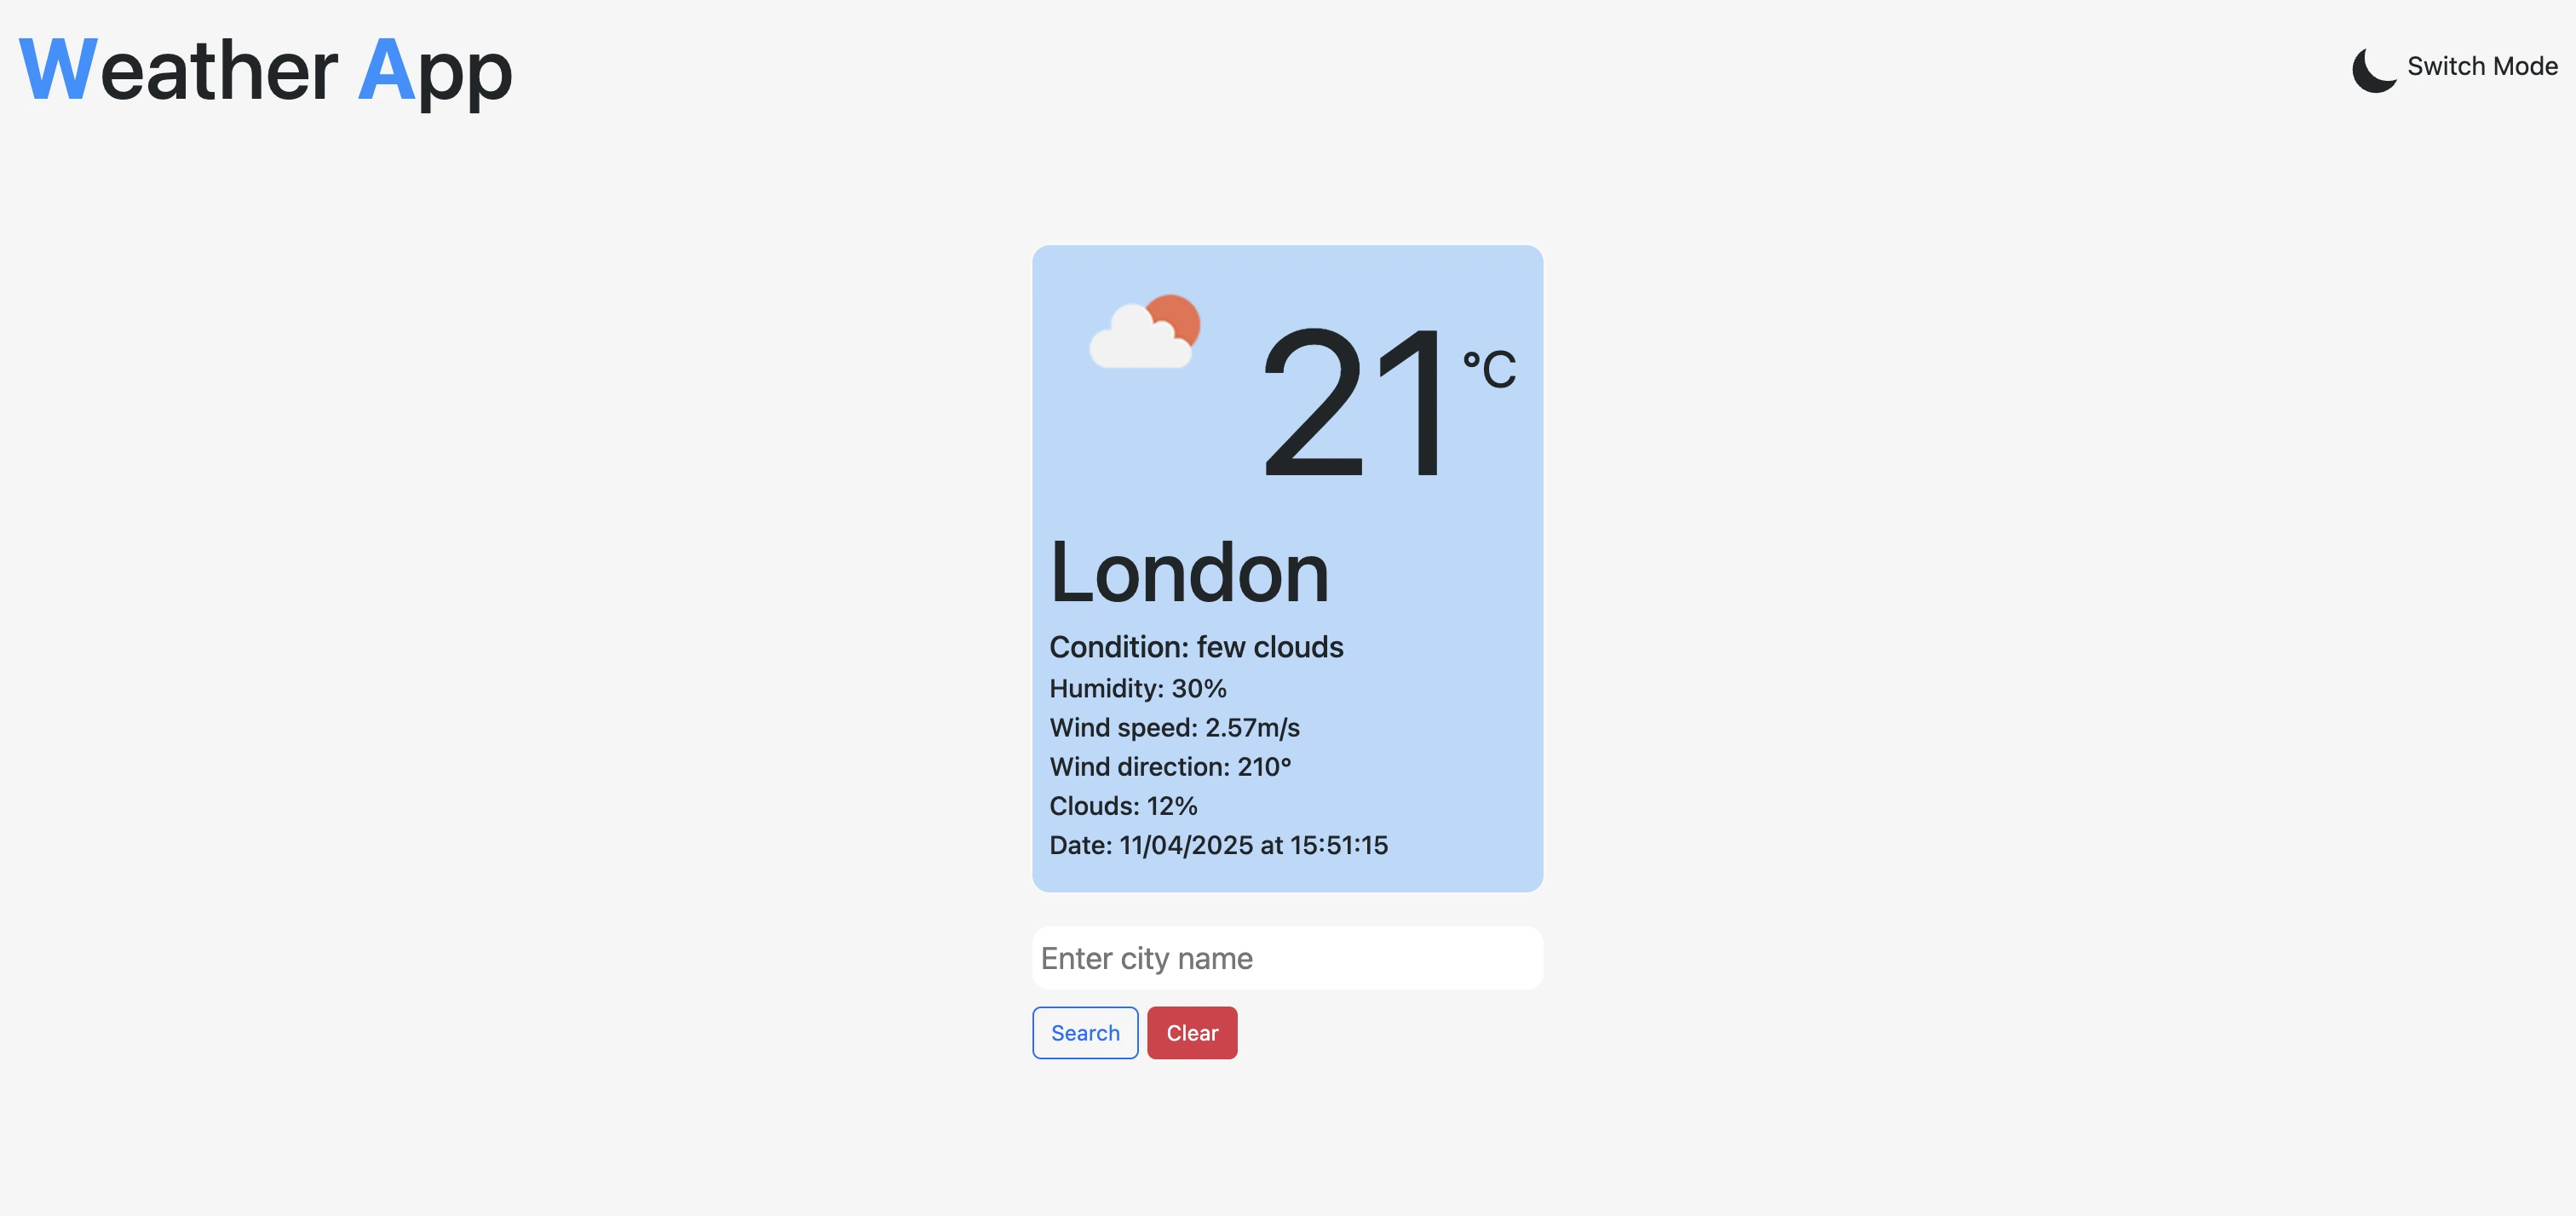 Weather App
Switch Mode
21 °C
London
Condition: few clouds
Humidity: 30%
Wind speed: 2.57m/s
Wind direction: 210°
Clouds: 12%
Date: 11/04/2025 at 15:51:15
Enter city name
Search
Clear